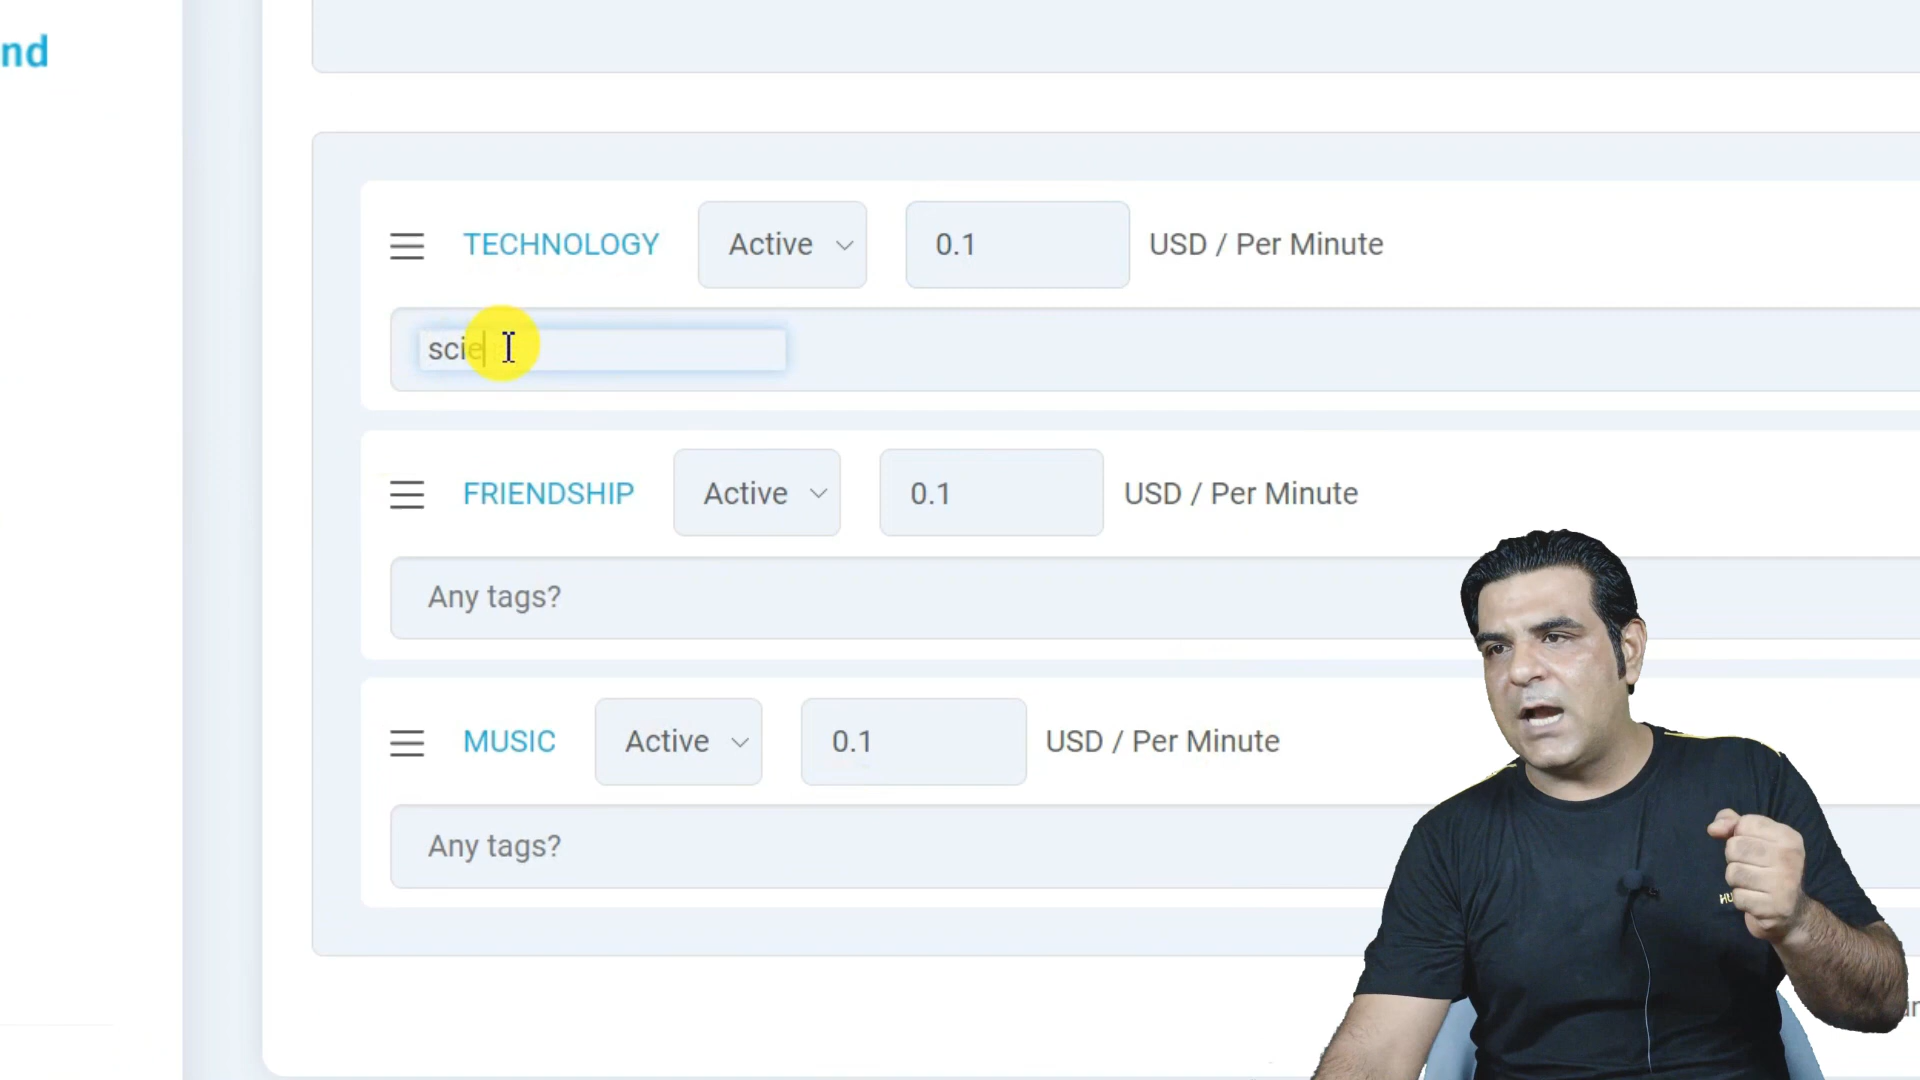 nd
TECHNOLOGY Active 0.1 USD / Per Minute
scie
FRIENDSHIP Active 0.1 USD / Per Minute
Any tags?
MUSIC Active 0.1 USD / Per Minute
Any tags?